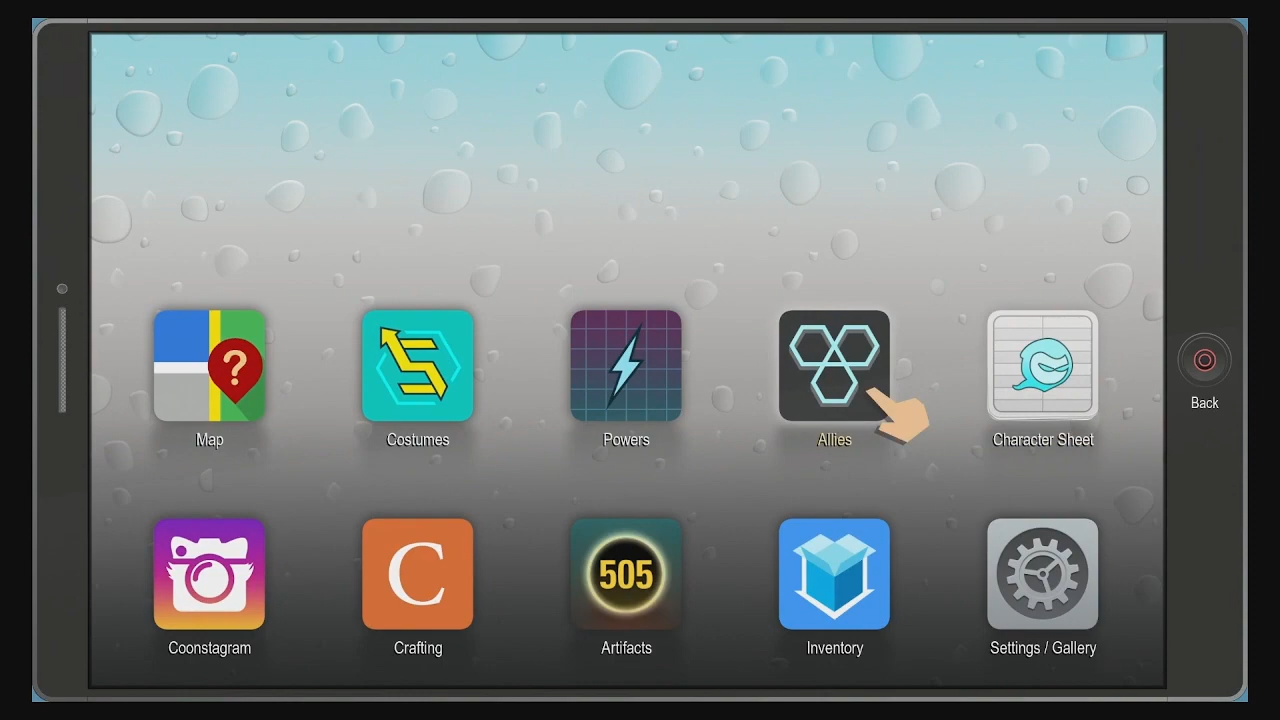 ?
Map
Costumes
Powers
Allies
Character Sheet
Back
C
505
Coonstagram
Crafting
Artifacts
Inventory
Settings / Gallery